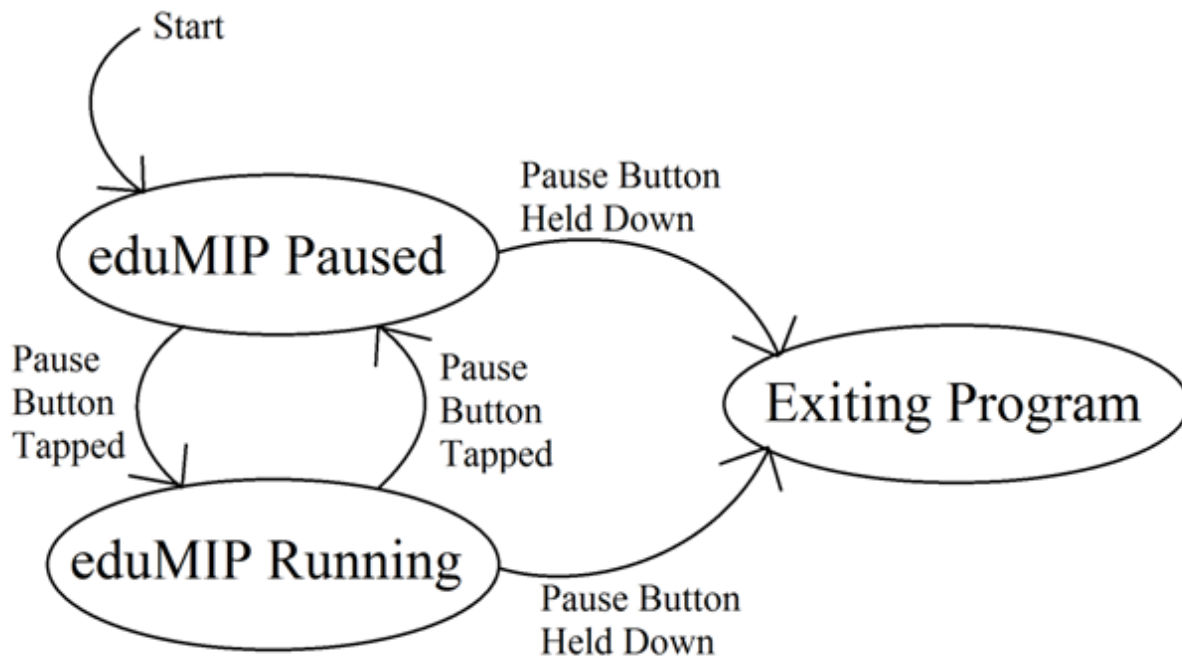 Start
Pause Button
Held Down
eduMIP Paused
Pause
Button
Tapped
Pause
Button
Tapped
Exiting Program
eduMIP Running
Pause Button
Held Down